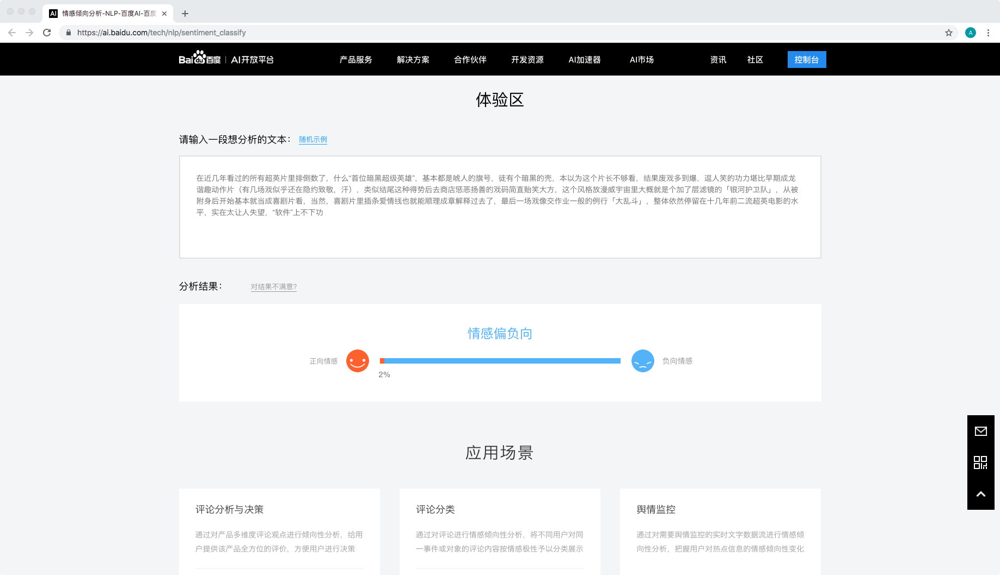 AI 情感倾向分析-NLP-百度AI-百度
https://ai.baidu.com/tech/nlp/sentiment_classify
A
Baidu百度 | AI开放平台 产品服务 解决方案 合作伙伴 开发资源 AI加速器 AI市场 资讯 社区 控制台
体验区
请输入一段想分析的文本： 随机示例
在近几年看过的所有超英片里排倒数了，什么“首位暗黑超级英雄”，基本都是唬人的旗号，徒有个暗黑的壳，本以为这个片长不够看，结果废戏多到爆，逗人笑的功力堪比早期成龙
谐趣动作片（有几场戏似乎还在隐约致敬，汗），类似结尾这种得势后去商店惩恶扬善的戏码简直贻笑大方，这个风格放漫威宇宙里大概就是个加了层滤镜的「银河护卫队」，从被
附身后开始基本就当成喜剧片看，当然，喜剧片里插条爱情线也就能顺理成章解释过去了，最后一场戏像交作业一般的例行「大乱斗」，整体依然停留在十几年前二流超英电影的水
平，实在太让人失望，“软件”上不下功
分析结果： 对结果不满意?
情感偏负向
正向情感 负向情感
2%
应用场景
评论分析与决策 评论分类 舆情监控
通过对产品多维度评论观点进行倾向性分析，给用 通过对评论进行情感倾向性分析，将不同用户对同 通过对需要舆情监控的实时文字数据流进行情感倾
户提供该产品全方位的评价，方便用户进行决策 一事件或对象的评论内容按情感极性予以分类展示 向性分析，把握用户对热点信息的情感倾向性变化